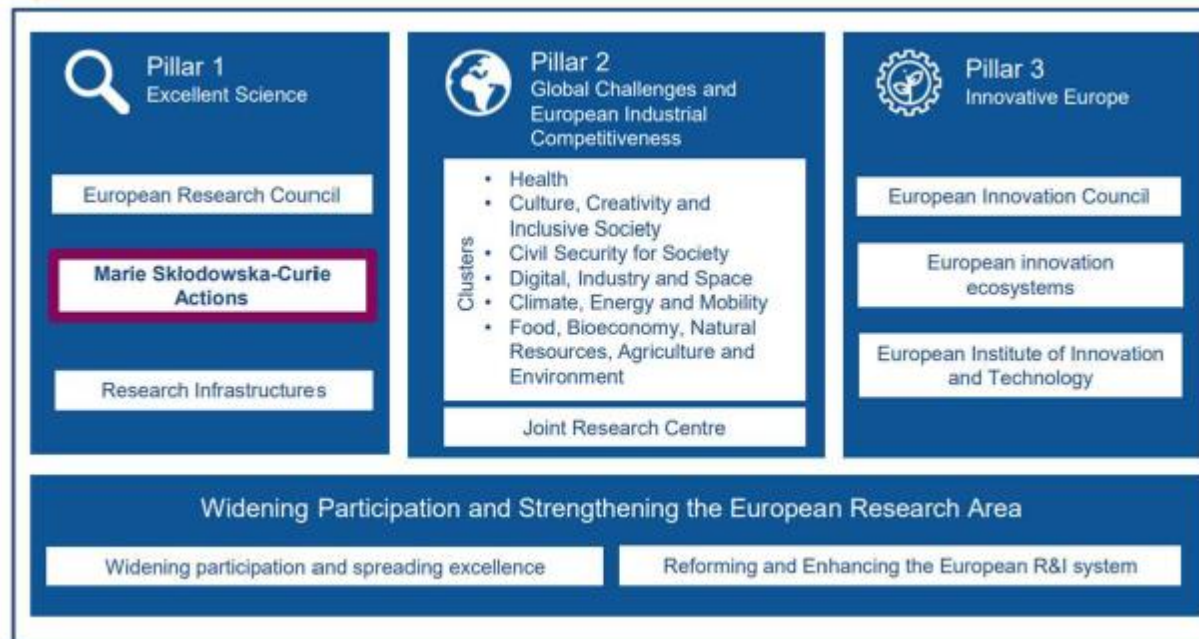 Pillar 1
Excellent Science
European Research Council
Marie Skłodowska-Curie
Actions
Research Infrastructures
Pillar 2
Global Challenges and
European Industrial
Competitiveness
Clusters
• Health
• Culture, Creativity and
Inclusive Society
• Civil Security for Society
• Digital, Industry and Space
• Climate, Energy and Mobility
• Food, Bioeconomy, Natural
Resources, Agriculture and
Environment
Joint Research Centre
Pillar 3
Innovative Europe
European Innovation Council
European innovation
ecosystems
European Institute of Innovation
and Technology
Widening Participation and Strengthening the European Research Area
Widening participation and spreading excellence
Reforming and Enhancing the European R&I system